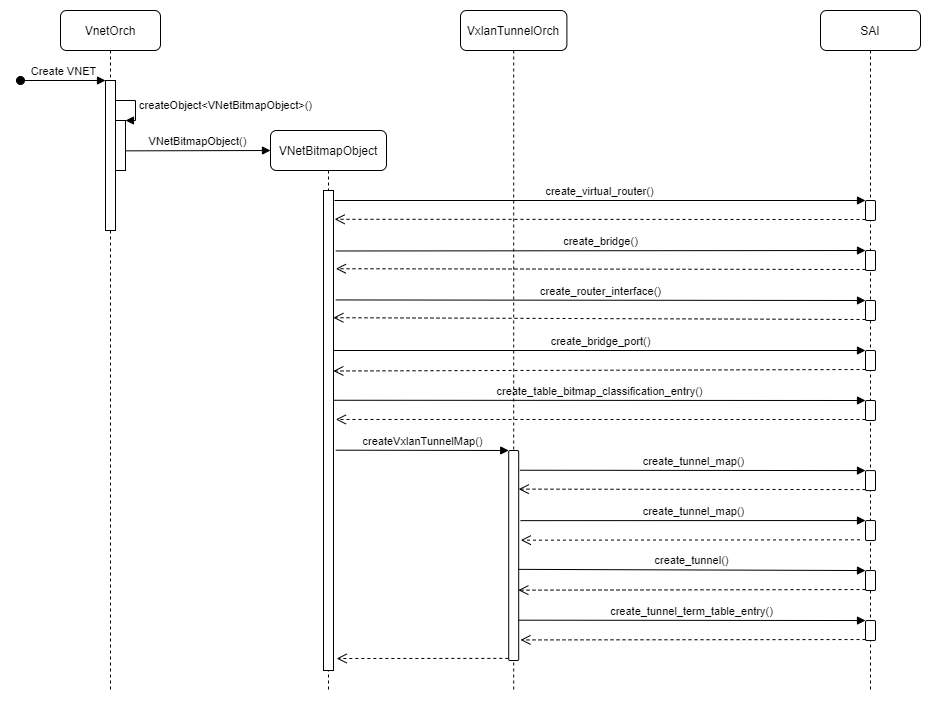 VnetOrch
VxlanTunnelOrch
SAI
Create VNET
createObject<VNetBitmapObject>()
VNetBitmapObject()
VNetBitmapObject
create_virtual_router()
create_bridge()
create_router_interface()
create_bridge_port()
create_table_bitmap_classification_entry()
createVxlanTunnelMap()
create_tunnel_map()
create_tunnel_map()
create_tunnel()
create_tunnel_term_table_entry()